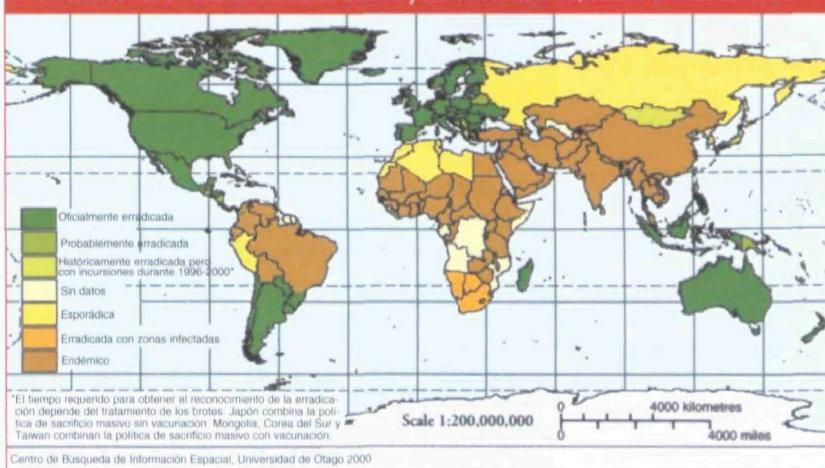 Oficialmente erradicada
Probablemente erradicada
Históricamente erradicada pero
con incursiones durante 1996-2000*
Sin datos
Esporádica
Erradicada con zonas infectadas
Endémico
*El tiempo requerido para obtener el reconocimiento de la erradica-
ción depende del tratamiento de los brotes. Japón combina la polí-
tica de sacrificio masivo sin vacunación. Mongolia, Corea del Sur y
Taiwan combinan la política de sacrificio masivo con vacunación.
Scale 1:200,000,000
0 4000 kilometres
0 4000 miles
Centro de Búsqueda de Información Espacial, Universidad de Otago 2000